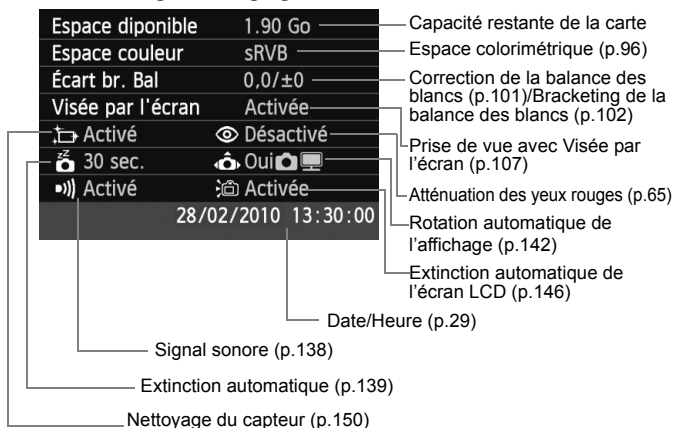 Espace diponible 1.90 Go
Capacité restante de la carte
Espace couleur sRVB
Espace colorimétrique (p.96)
Écart br. Bal 0,0/±0
Correction de la balance des
blancs (p.101)/Bracketing de la
balance des blancs (p.102)
Visée par l'écran Activée
Prise de vue avec Visée par
l'écran (p.107)
Activé Désactivé
Atténuation des yeux rouges (p.65)
30 sec. Oui
Rotation automatique de
l'affichage (p.142)
Activé Activée
Extinction automatique de
l'écran LCD (p.146)
28/02/2010 13:30:00
Date/Heure (p.29)
Signal sonore (p.138)
Extinction automatique (p.139)
Nettoyage du capteur (p.150)